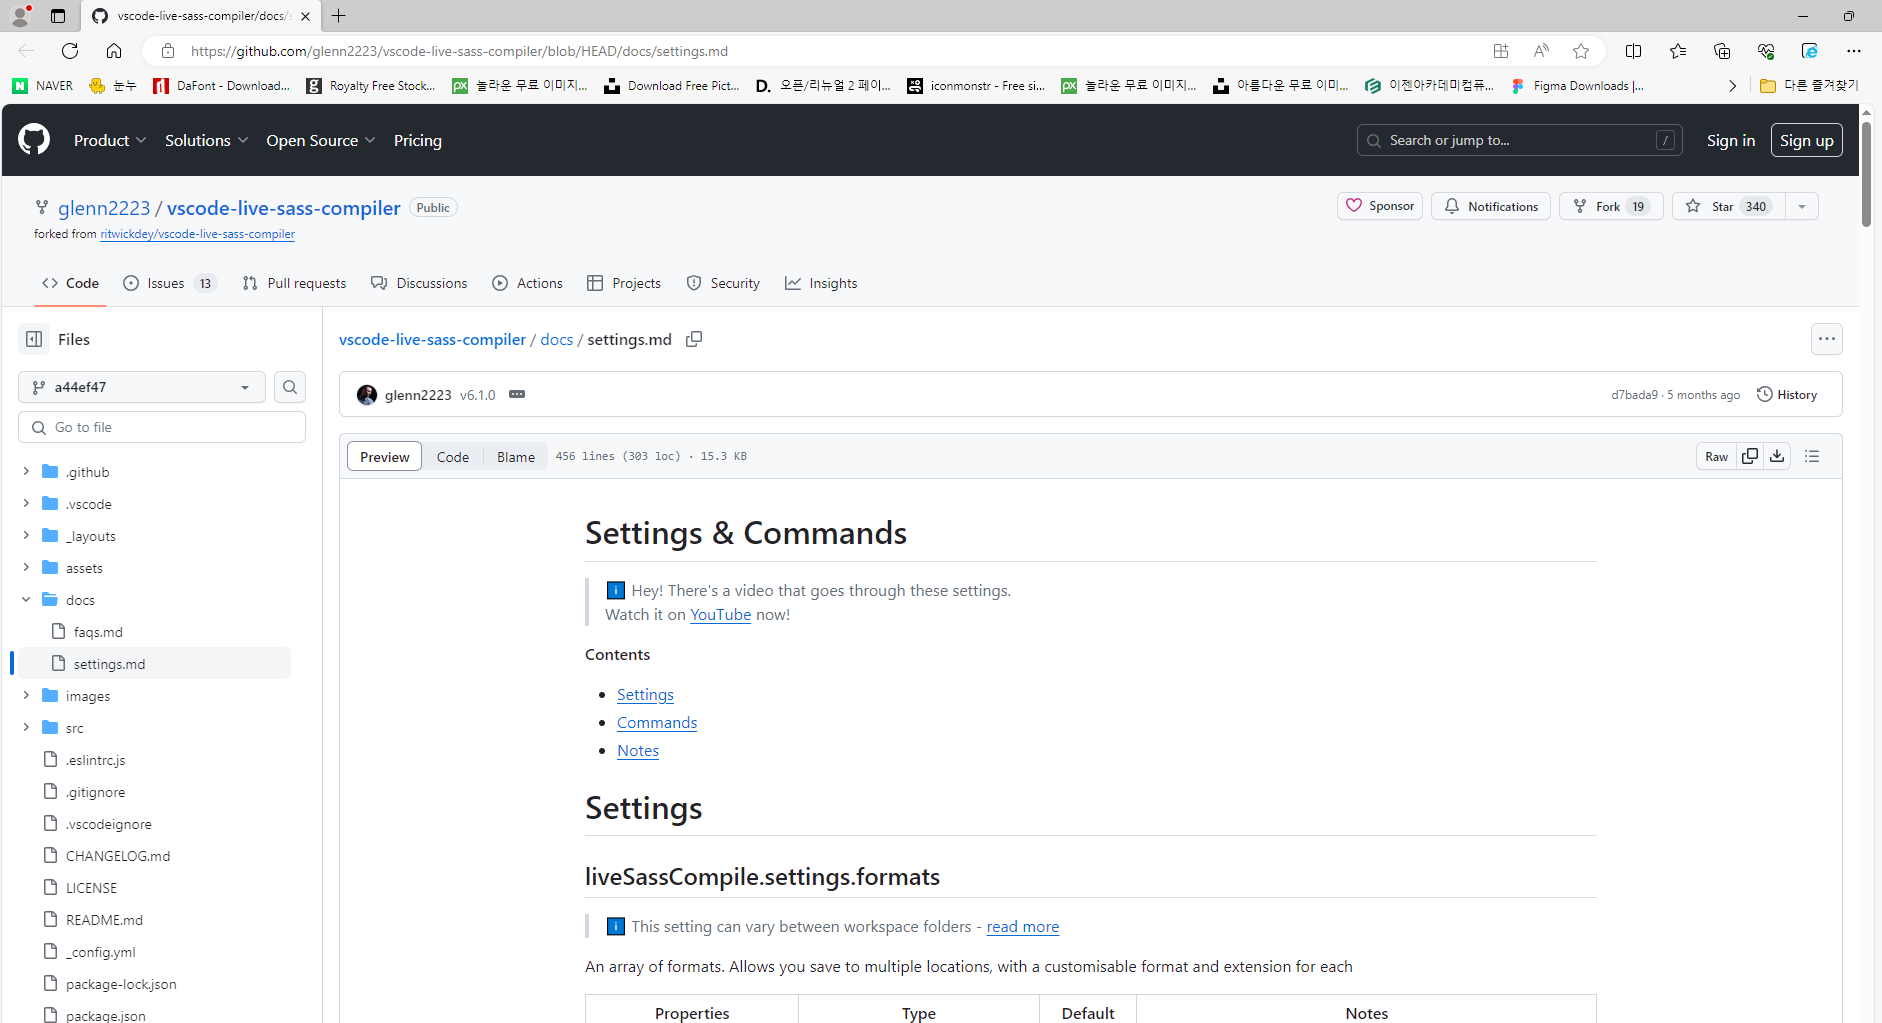 vscode-live-sass-compiler/docs/s
https://github.com/glenn2223/vscode-live-sass-compiler/blob/HEAD/docs/settings.md
NAVER
눈누
DaFont - Download...
Royalty Free Stock...
놀라운 무료 이미지...
Download Free Pict...
오픈/리뉴얼 2 페이...
iconmonstr - Free si...
놀라운 무료 이미지...
아름다운 무료 이미...
이젠아카데미컴퓨...
Figma Downloads |...
다른 즐겨찾기
Product
Solutions
Open Source
Pricing
Search or jump to...
/
Sign in
Sign up
glenn2223 / vscode-live-sass-compiler Public
forked from ritwickdey/vscode-live-sass-compiler
Sponsor
Notifications
Fork 19
Star 340
Code
Issues 13
Pull requests
Discussions
Actions
Projects
Security
Insights
Files
a44ef47
Go to file
.github
.vscode
_layouts
assets
docs
faqs.md
settings.md
images
src
.eslintrc.js
.gitignore
.vscodeignore
CHANGELOG.md
LICENSE
README.md
_config.yml
package-lock.json
package.json
vscode-live-sass-compiler / docs / settings.md
glenn2223 v6.1.0
d7bada9 · 5 months ago
History
Preview
Code
Blame
456 lines (303 loc) · 15.3 KB
Raw
Settings & Commands
Hey! There's a video that goes through these settings.
Watch it on YouTube now!
Contents
Settings
Commands
Notes
Settings
liveSassCompile.settings.formats
This setting can vary between workspace folders - read more
An array of formats. Allows you save to multiple locations, with a customisable format and extension for each
Properties Type Default Notes